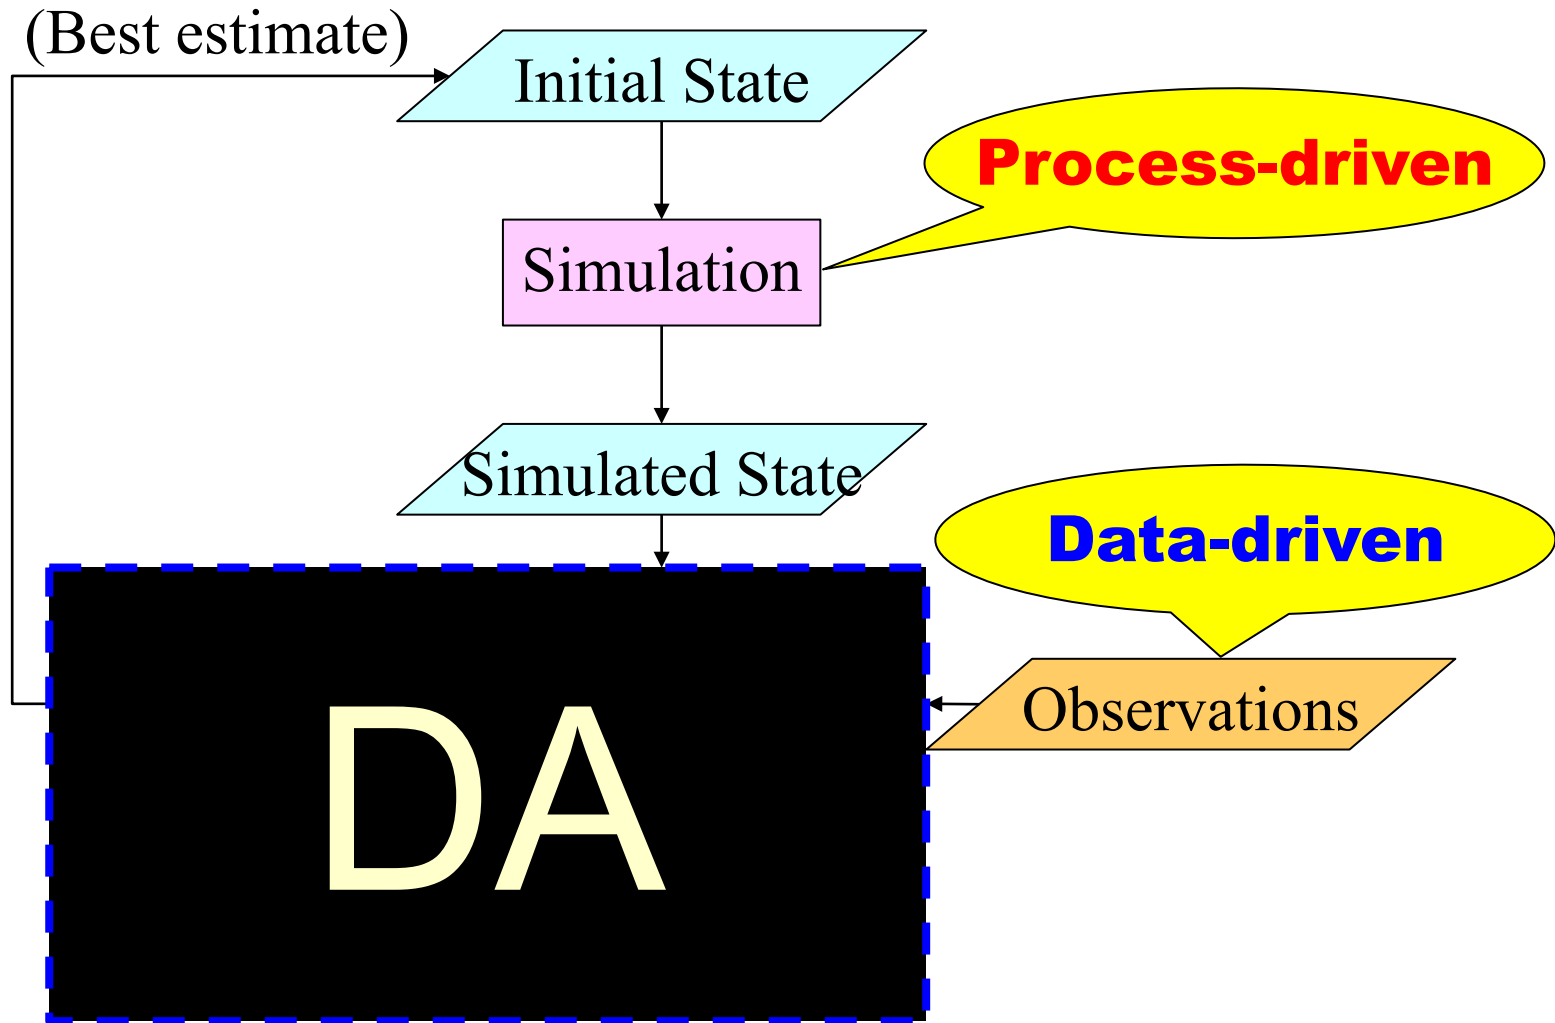 (Best estimate)
Initial State
Process-driven
Simulation
Simulated State
Data-driven
Observations
DA